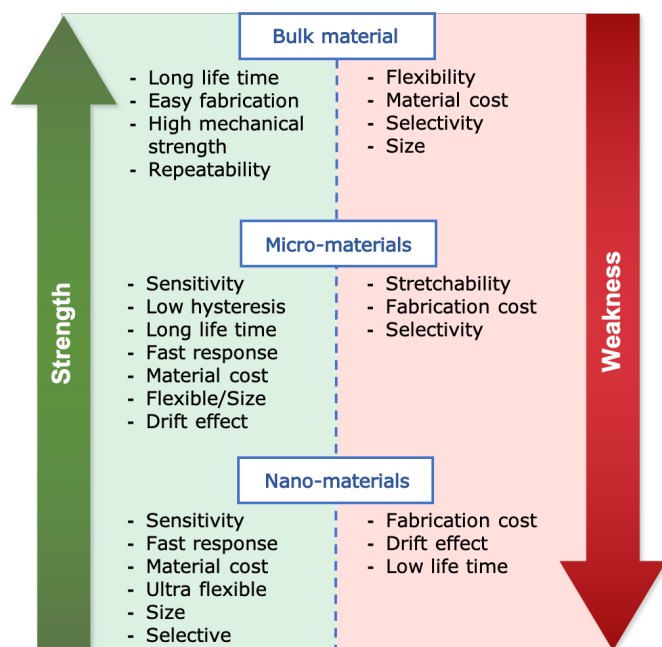 Bulk material
- Long life time
- Easy fabrication
- High mechanical
strength
- Repeatability
- Flexibility
- Material cost
- Selectivity
- Size
Micro-materials
- Sensitivity
- Low hysteresis
- Long life time
- Fast response
- Material cost
- Flexible/Size
- Drift effect
- Stretchability
- Fabrication cost
- Selectivity
Nano-materials
- Sensitivity
- Fast response
- Material cost
- Ultra flexible
- Size
- Selective
- Fabrication cost
- Drift effect
- Low life time
Strength
Weakness